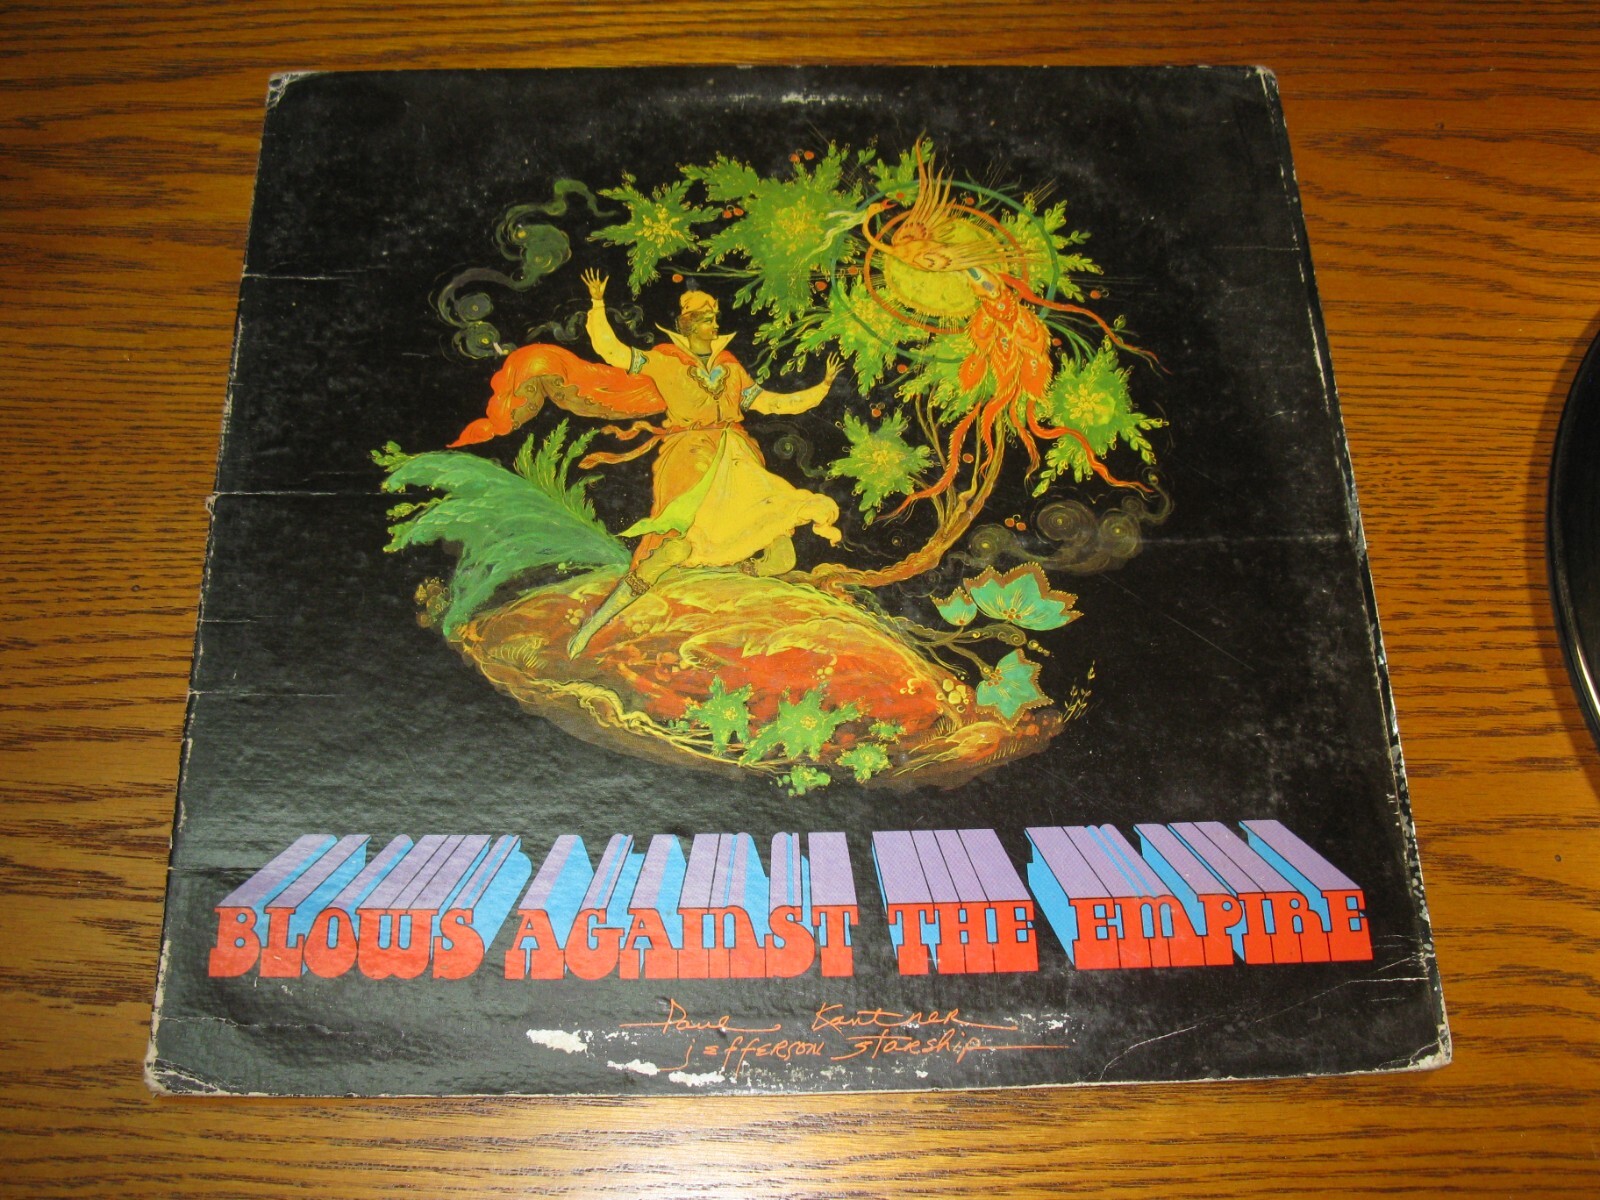 BLOWS AGAINST THE EMPIRE
Paul Kantner
jEFFERSON STARSHIP